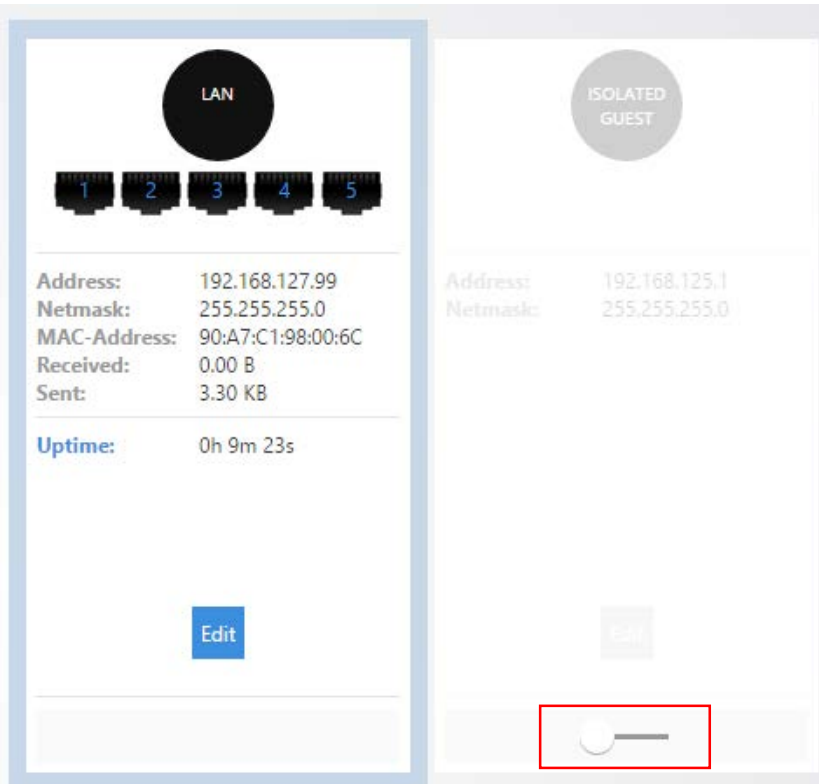 LAN
1 2 3 4 5
Address: 192.168.127.99
Netmask: 255.255.255.0
MAC-Address: 90:A7:C1:98:00:6C
Received: 0.00 B
Sent: 3.30 KB
Uptime: 0h 9m 23s
Edit
ISOLATED
GUEST
Address: 192.168.125.1
Netmask: 255.255.255.0
Edit